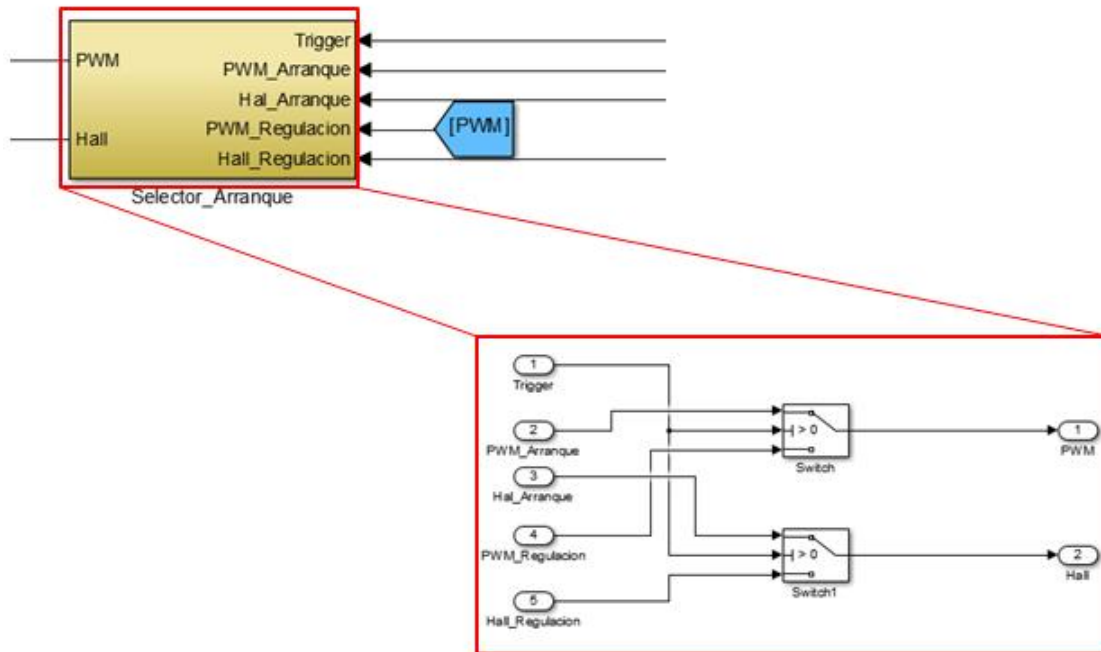 Trigger
PWM
PWM_Arranque
Hal_Arranque
PWM_Regulacion
[PWM]
Hall
Hall_Regulacion
Selector_Arranque
1
Trigger
2
PWM_Arranque
> 0
Switch
1
PWM
3
Hal_Arranque
4
PWM_Regulacion
> 0
Switch1
2
Hall
5
Hall_Regulacion